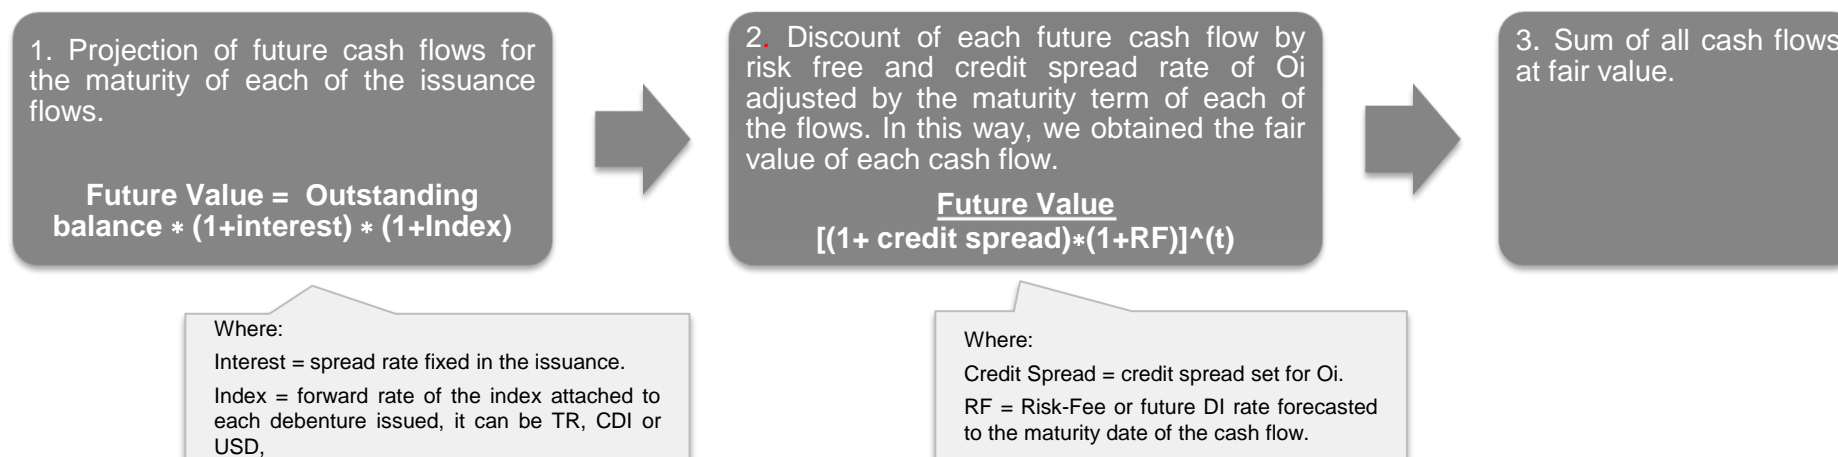 1. Projection of future cash flows for
the maturity of each of the issuance
flows.
Future Value = Outstanding
balance * (1+interest) * (1+Index)
Where:
Interest = spread rate fixed in the issuance.
Index = forward rate of the index attached to
each debenture issued, it can be TR, CDI or
USD,
2. Discount of each future cash flow by
risk free and credit spread rate of Oi
adjusted by the maturity term of each of
the flows. In this way, we obtained the fair
value of each cash flow.
Future Value
[(1+ credit spread)*(1+RF)]^(t)
Where:
Credit Spread = credit spread set for Oi.
RF = Risk-Fee or future DI rate forecasted
to the maturity date of the cash flow.
3. Sum of all cash flows
at fair value.